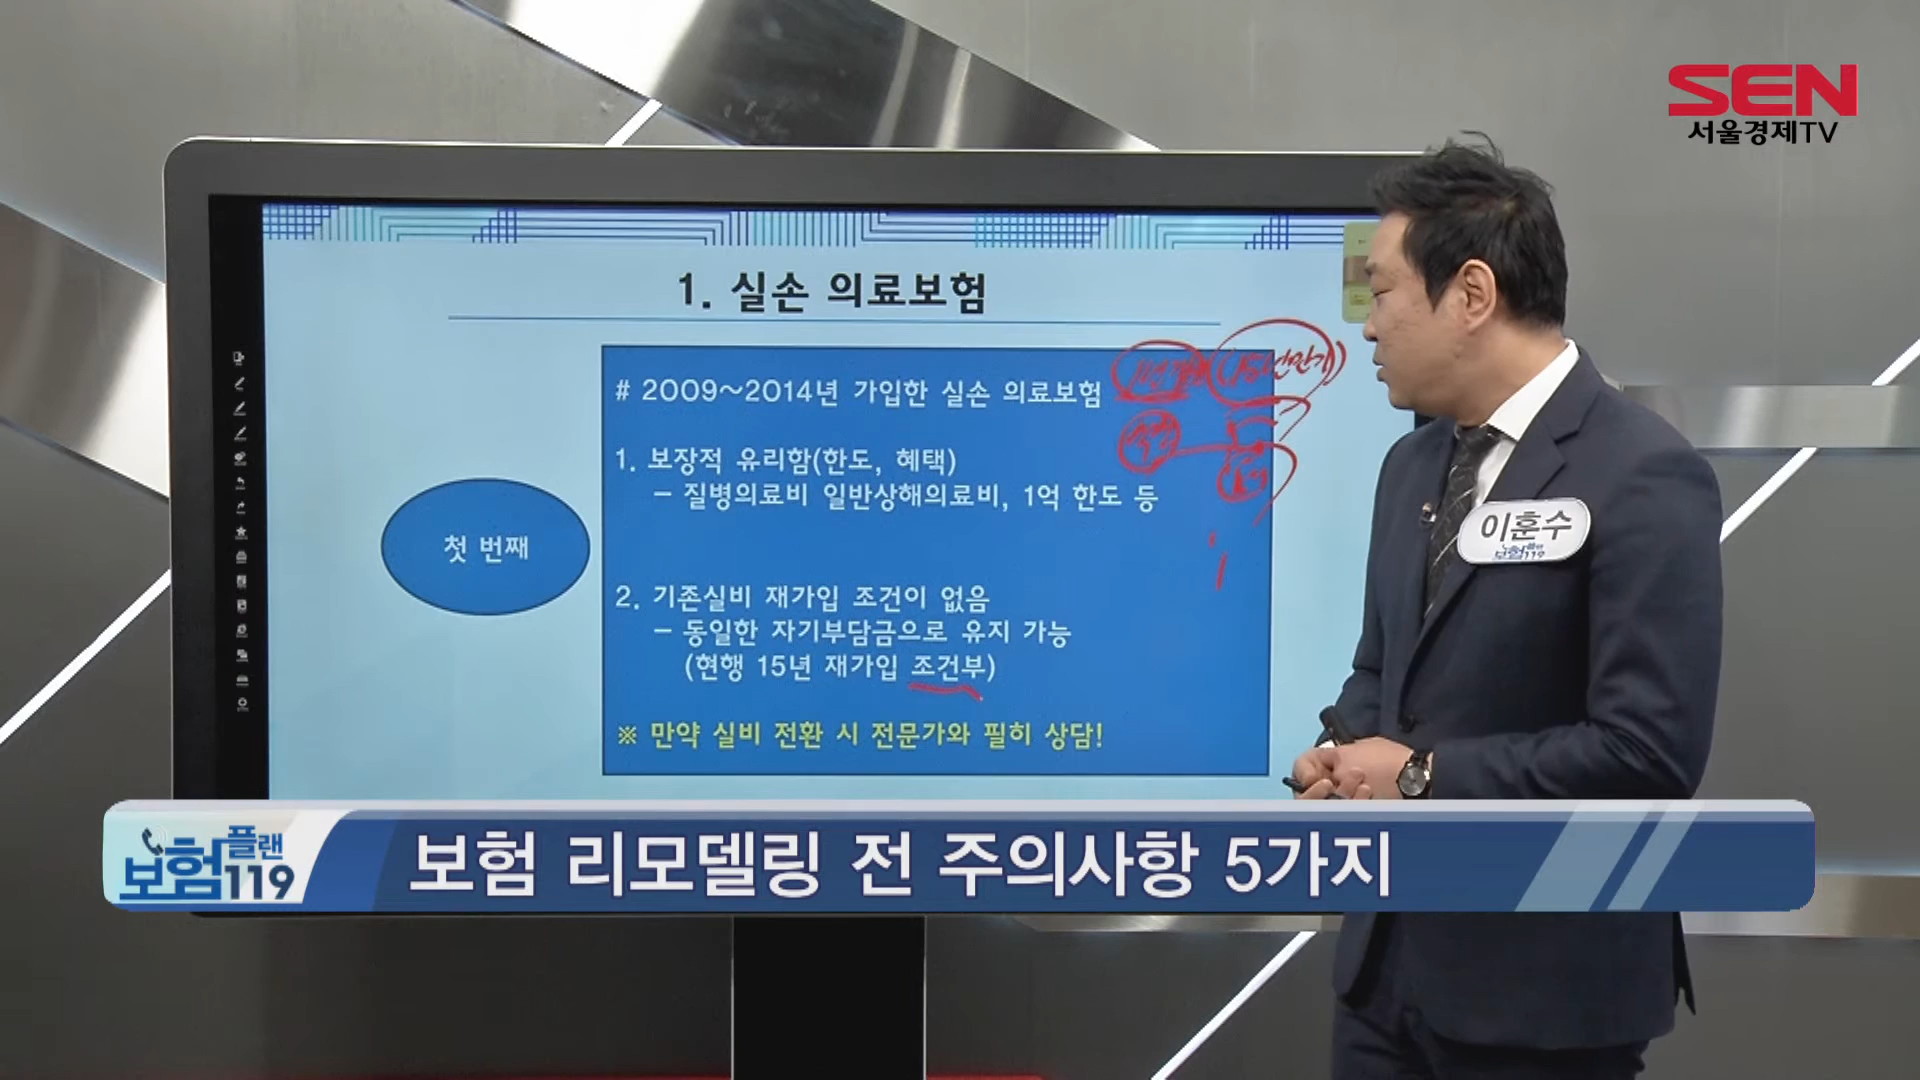 SEN
서울경제TV
1. 실손 의료보험
# 2009~2014년 가입한 실손 의료보험
1. 보장적 유리함(한도, 혜택)
- 질병의료비 일반상해의료비, 1억 한도 등
첫 번째
2. 기존실비 재가입 조건이 없음
- 동일한 자기부담금으로 유지 가능
(현행 15년 재가입 조건부)
※ 만약 실비 전환 시 전문가와 필히 상담!
이훈수
보험플랜119
보험플랜119
보험 리모델링 전 주의사항 5가지